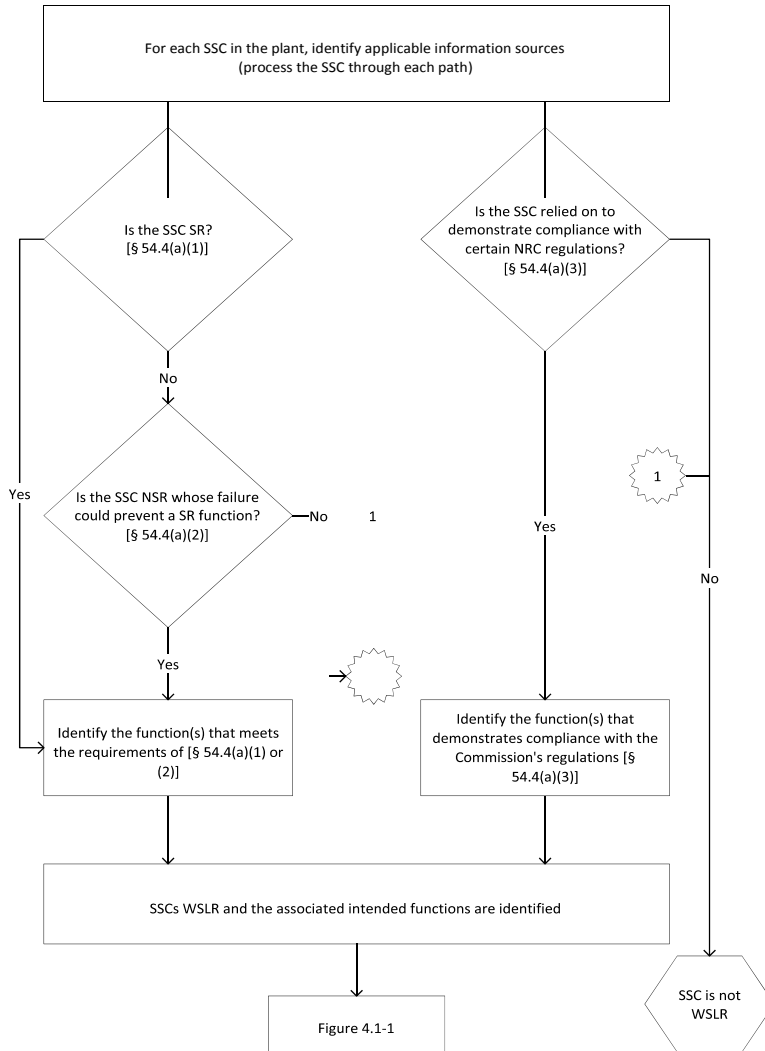 For each SSC in the plant, identify applicable information sources
(process the SSC through each path)
Is the SSC SR?
[§ 54.4(a)(1)]
Is the SSC relied on to
demonstrate compliance with
certain NRC regulations?
[§ 54.4(a)(3)]
No
Is the SSC NSR whose failure
could prevent a SR function?
[§ 54.4(a)(2)]
Yes
No
1
Yes
1
No
Yes
Identify the function(s) that meets
the requirements of [§ 54.4(a)(1) or
(2)]
Identify the function(s) that
demonstrates compliance with the
Commission's regulations [§
54.4(a)(3)]
SSCs WSLR and the associated intended functions are identified
SSC is not
WSLR
Figure 4.1-1